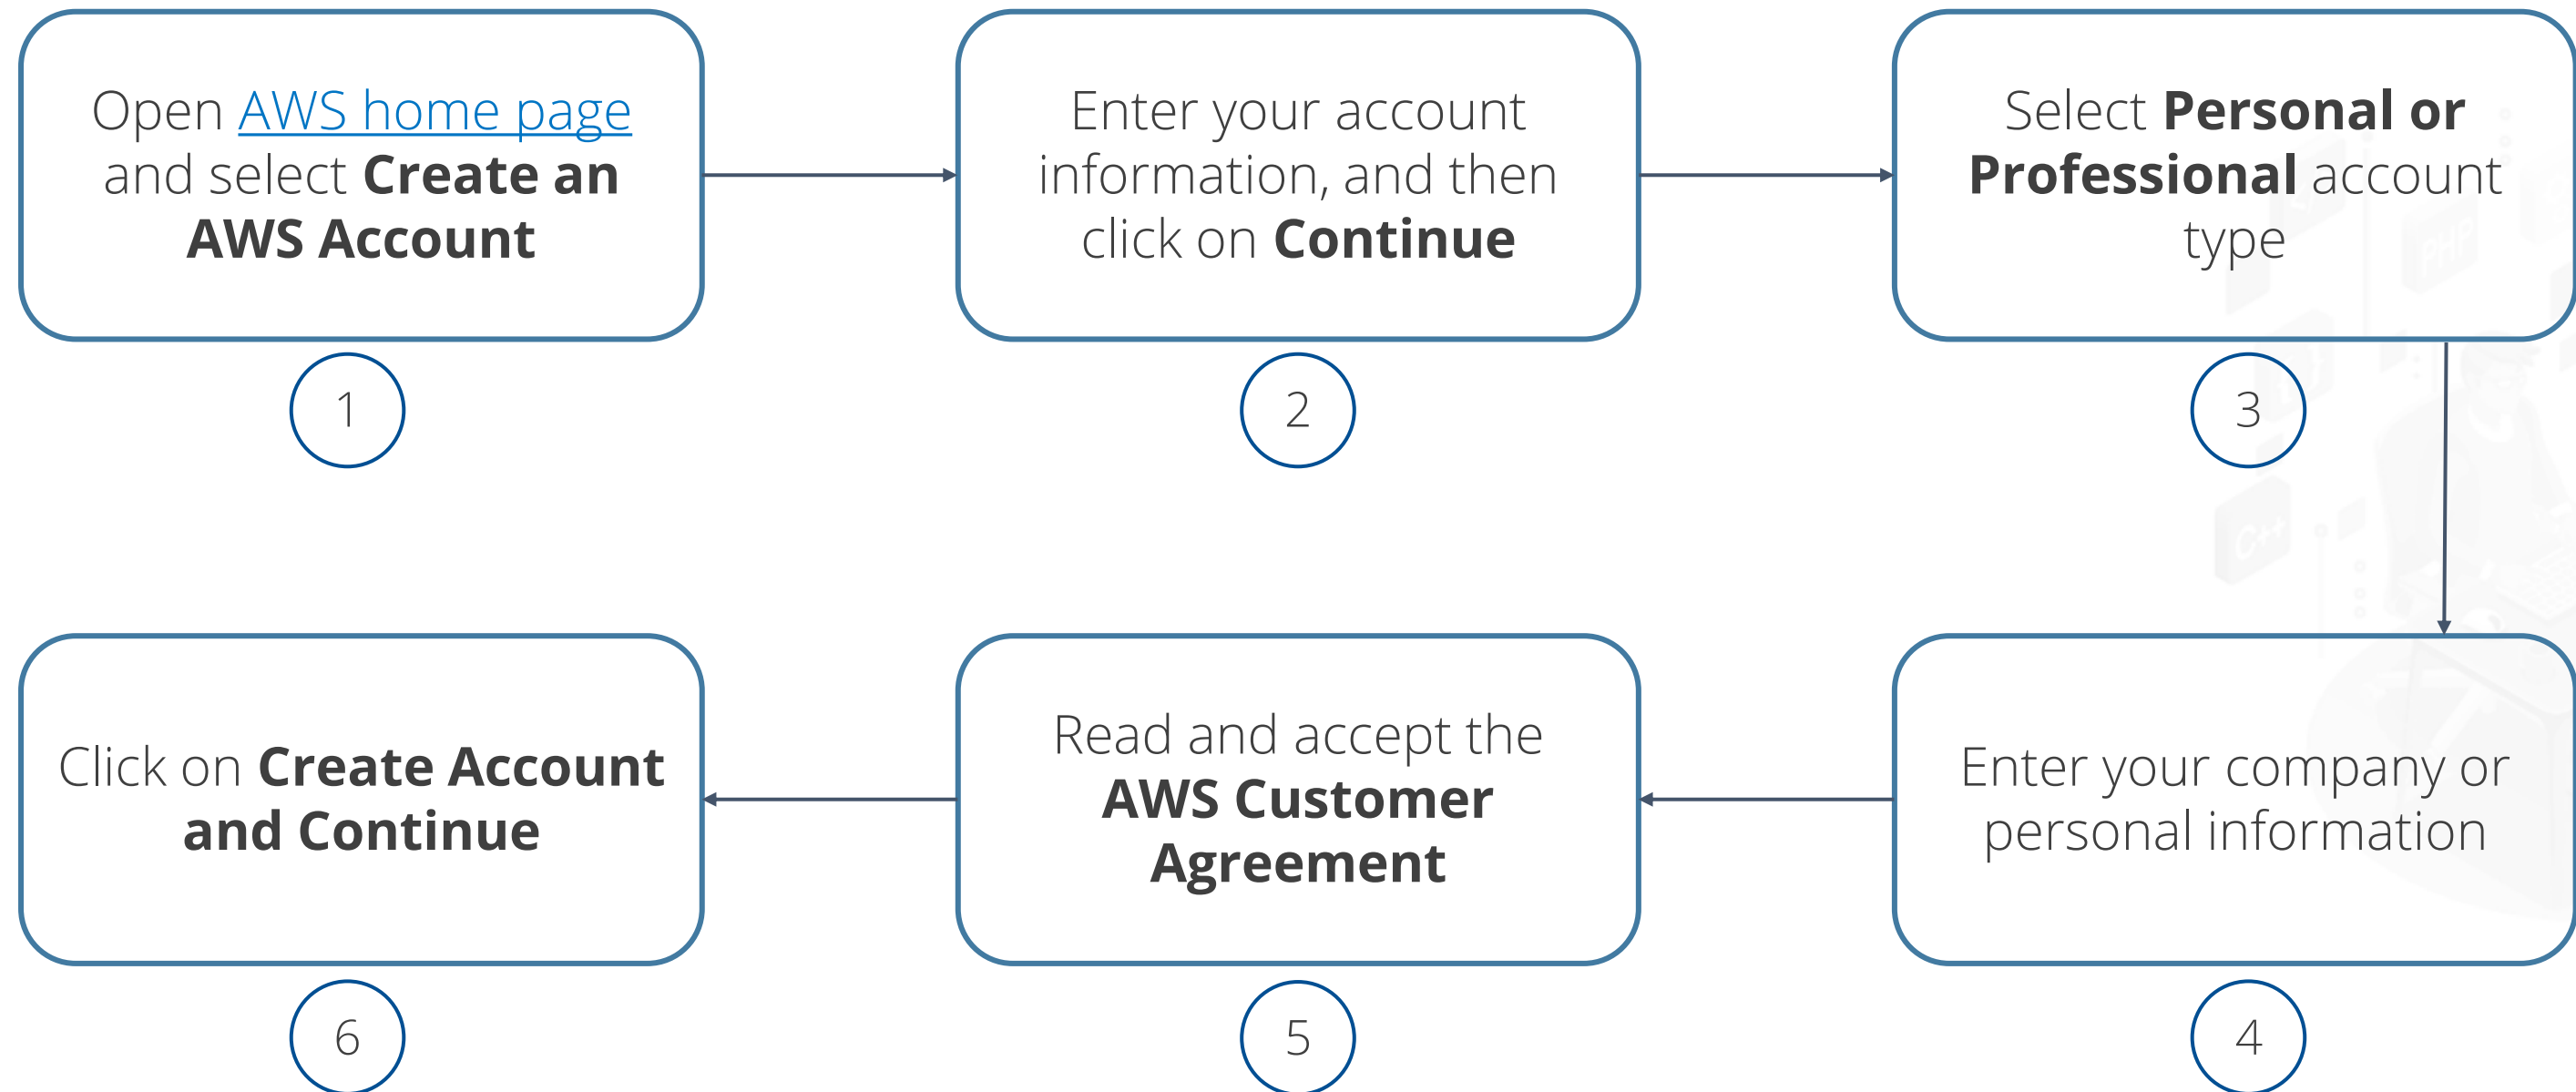 Open AWS home page
and select Create an
AWS Account
1
Enter your account
information, and then
click on Continue
2
Select Personal or
Professional account
type
3
Enter your company or
personal information
4
Read and accept the
AWS Customer
Agreement
5
Click on Create Account
and Continue
6
PHP
C++